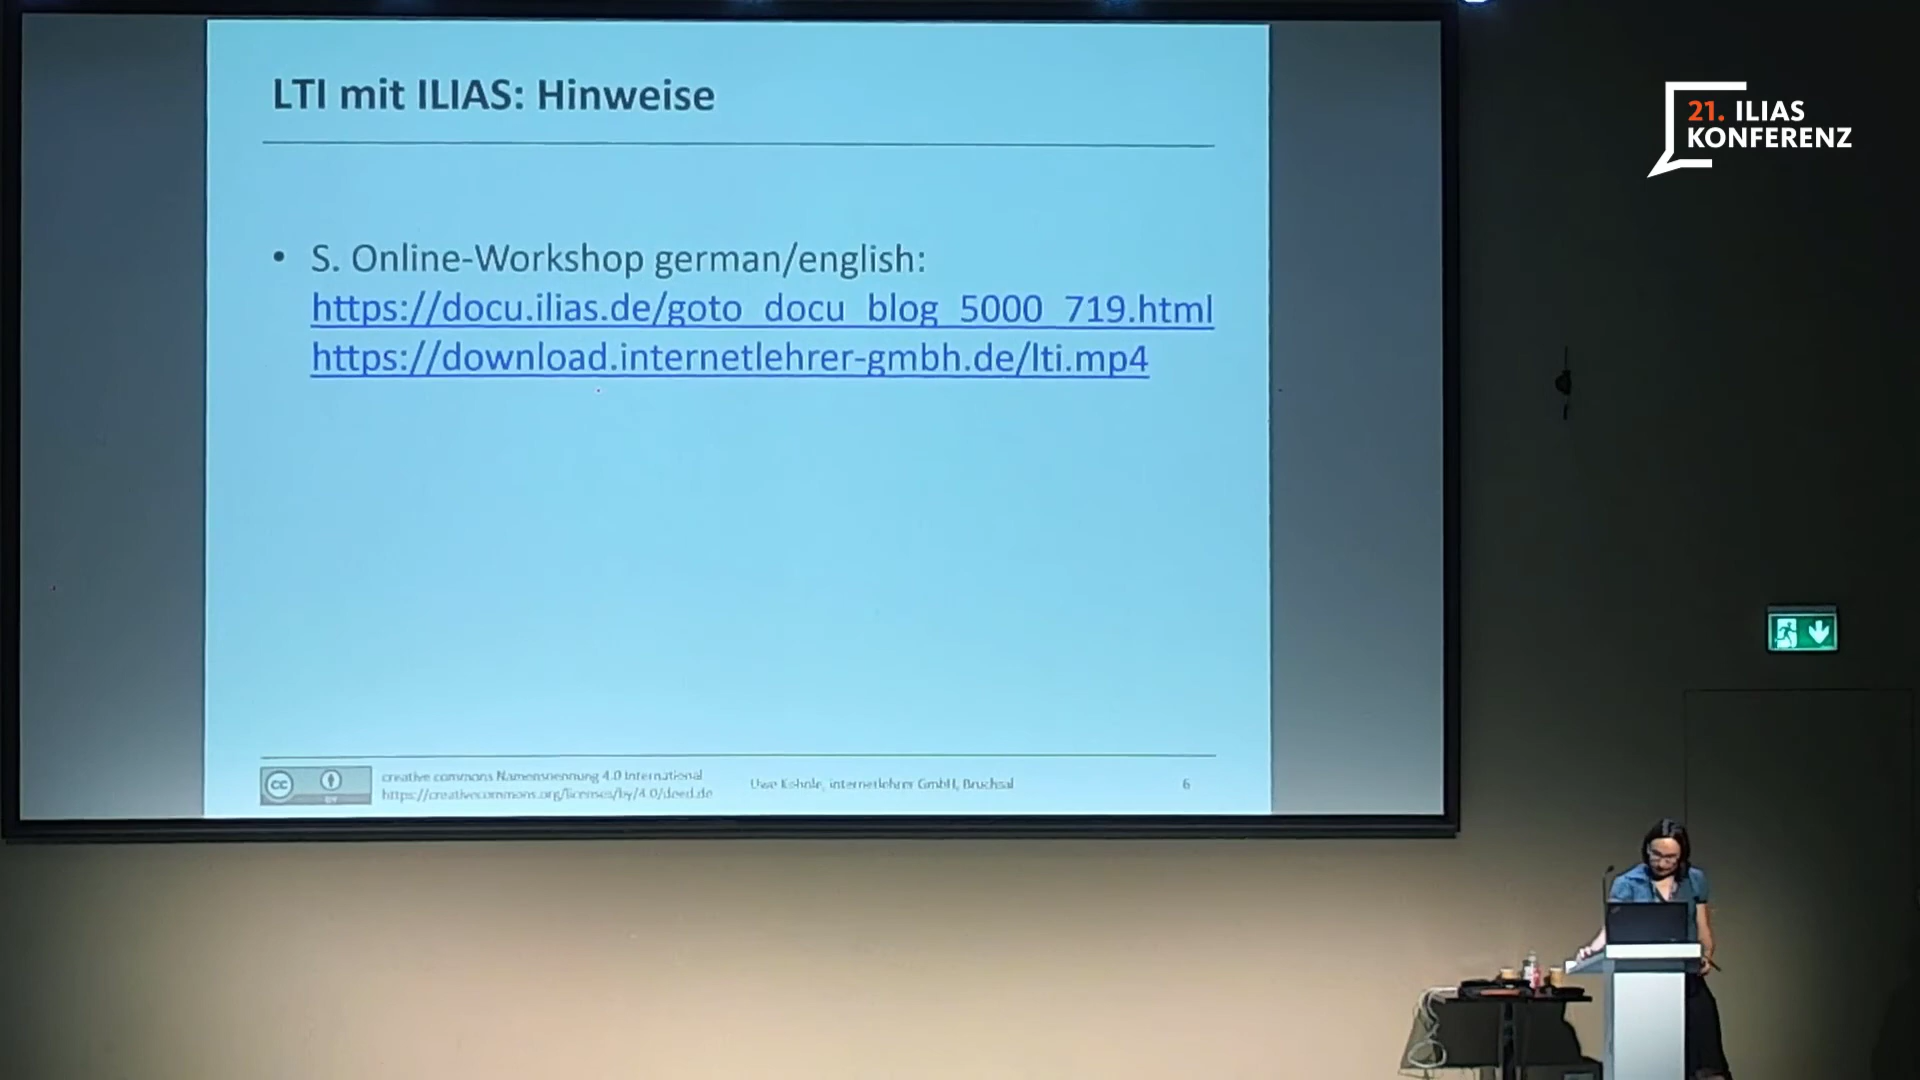 LTI mit ILIAS: Hinweise
• S. Online-Workshop german/english:
https://docu.ilias.de/goto_docu_blog_5000_719.html
https://download.internetlehrer-gmbh.de/lti.mp4
creative commons Namensnennung 4.0 International
https://creativecommons.org/licenses/by/4.0/deed.de
Uwe Kohnle, internetlehrer GmbH, Bruchsal
6
cc
BY
21. ILIAS
KONFERENZ